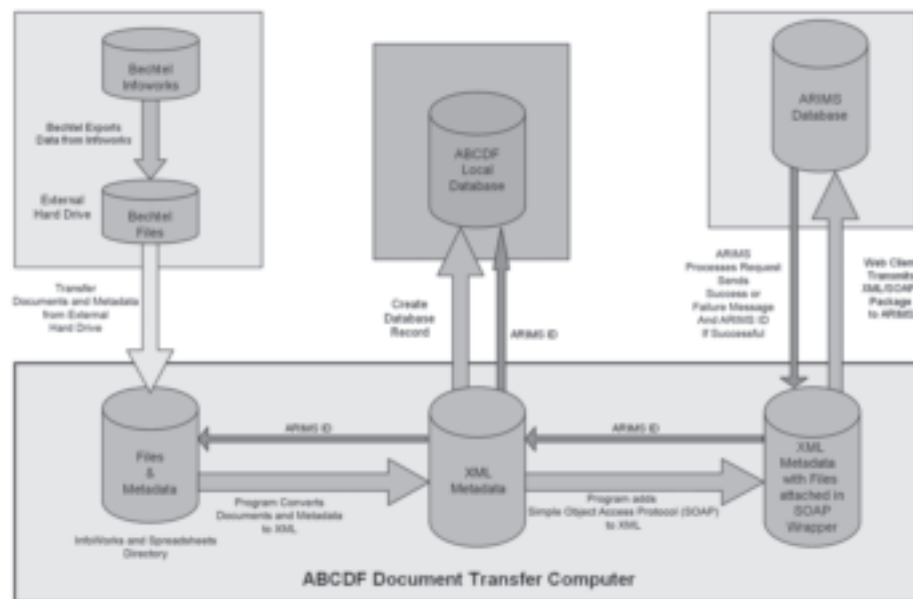 Bechtel
Infoworks
Bechtel Exports
Data from Infoworks
External
Hard Drive
Bechtel
Files
Transfer
Documents and Metadata
from External
Hard Drive
ABCDF
Local
Database
Create
Database
Record
ARIMS ID
ARIMS
Database
ARIMS
Processes Request
Sends
Success or
Failure Message
And ARIMS ID
If Successful
Web Client
Transmits
XML/SOAP
Package
to ARIMS
Files
&
Metadata
InfoWorks and Spreadsheets
Directory
ARIMS ID
Program Converts
Documents and Metadata
to XML
XML
Metadata
ARIMS ID
Program adds
Simple Object Access Protocol (SOAP)
to XML
XML
Metadata
with Files
attached in
SOAP
Wrapper
ABCDF Document Transfer Computer